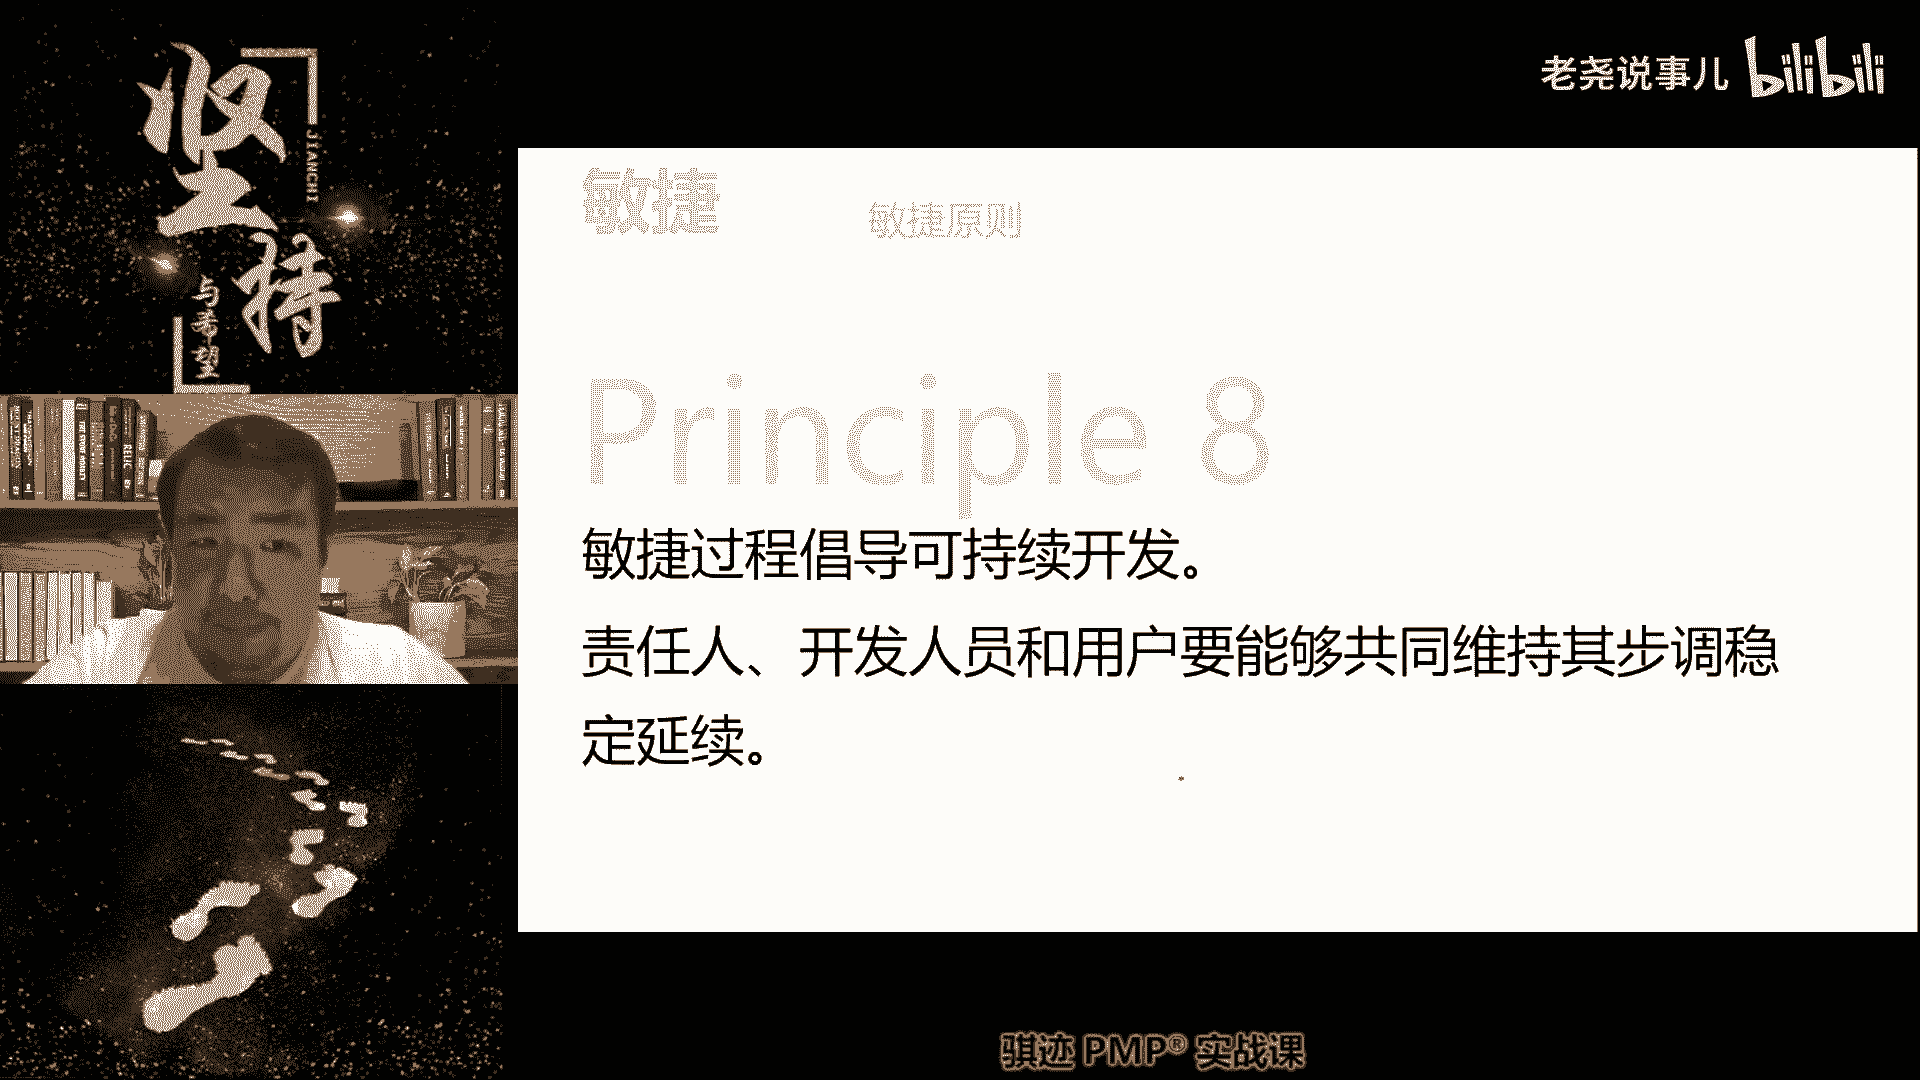 坚持
JIANCHI
与希望
老尧说事儿 bilibili
敏捷
敏捷原则
Principle 8
敏捷过程倡导可持续开发。
责任人、开发人员和用户要能够共同维持其步调稳
定延续。
骐迹 PMP® 实战课